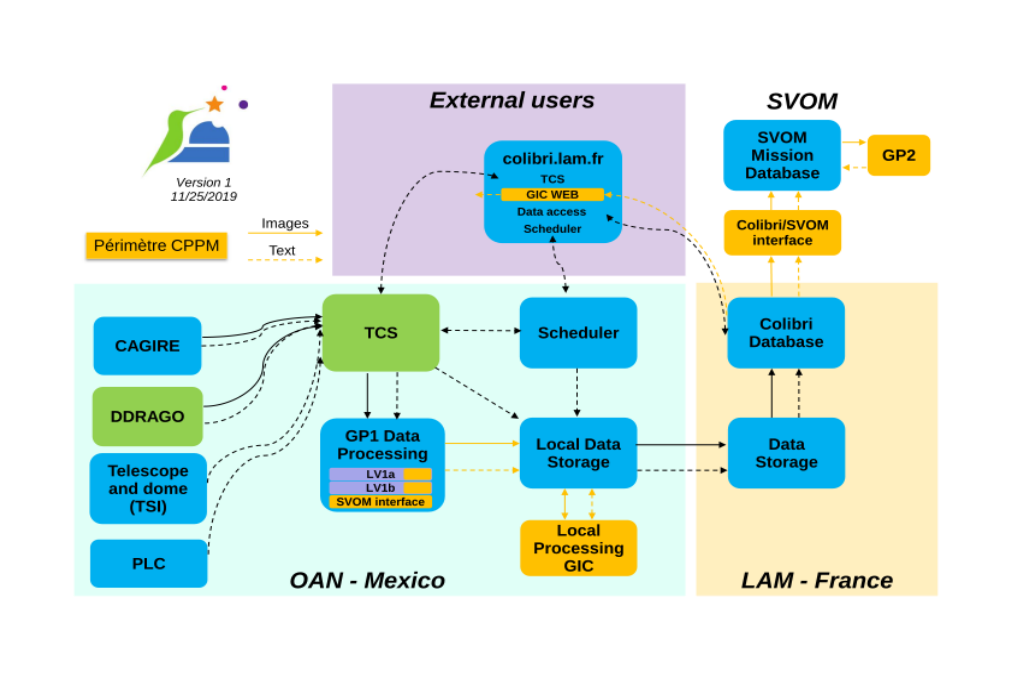 External users
SVOM
Version 1
11/25/2019
Images
Périmètre CPPM
Text
colibri.lam.fr
TCS
GIC WEB
Data access
Scheduler
SVOM
Mission
Database
GP2
Colibri/SVOM
interface
CAGIRE
DDRAGO
Telescope
and dome
(TSI)
PLC
TCS
Scheduler
GP1 Data
Processing
LV1a
LV1b
SVOM interface
Local Data
Storage
Local
Processing
GIC
OAN - Mexico
Colibri
Database
Data
Storage
LAM - France